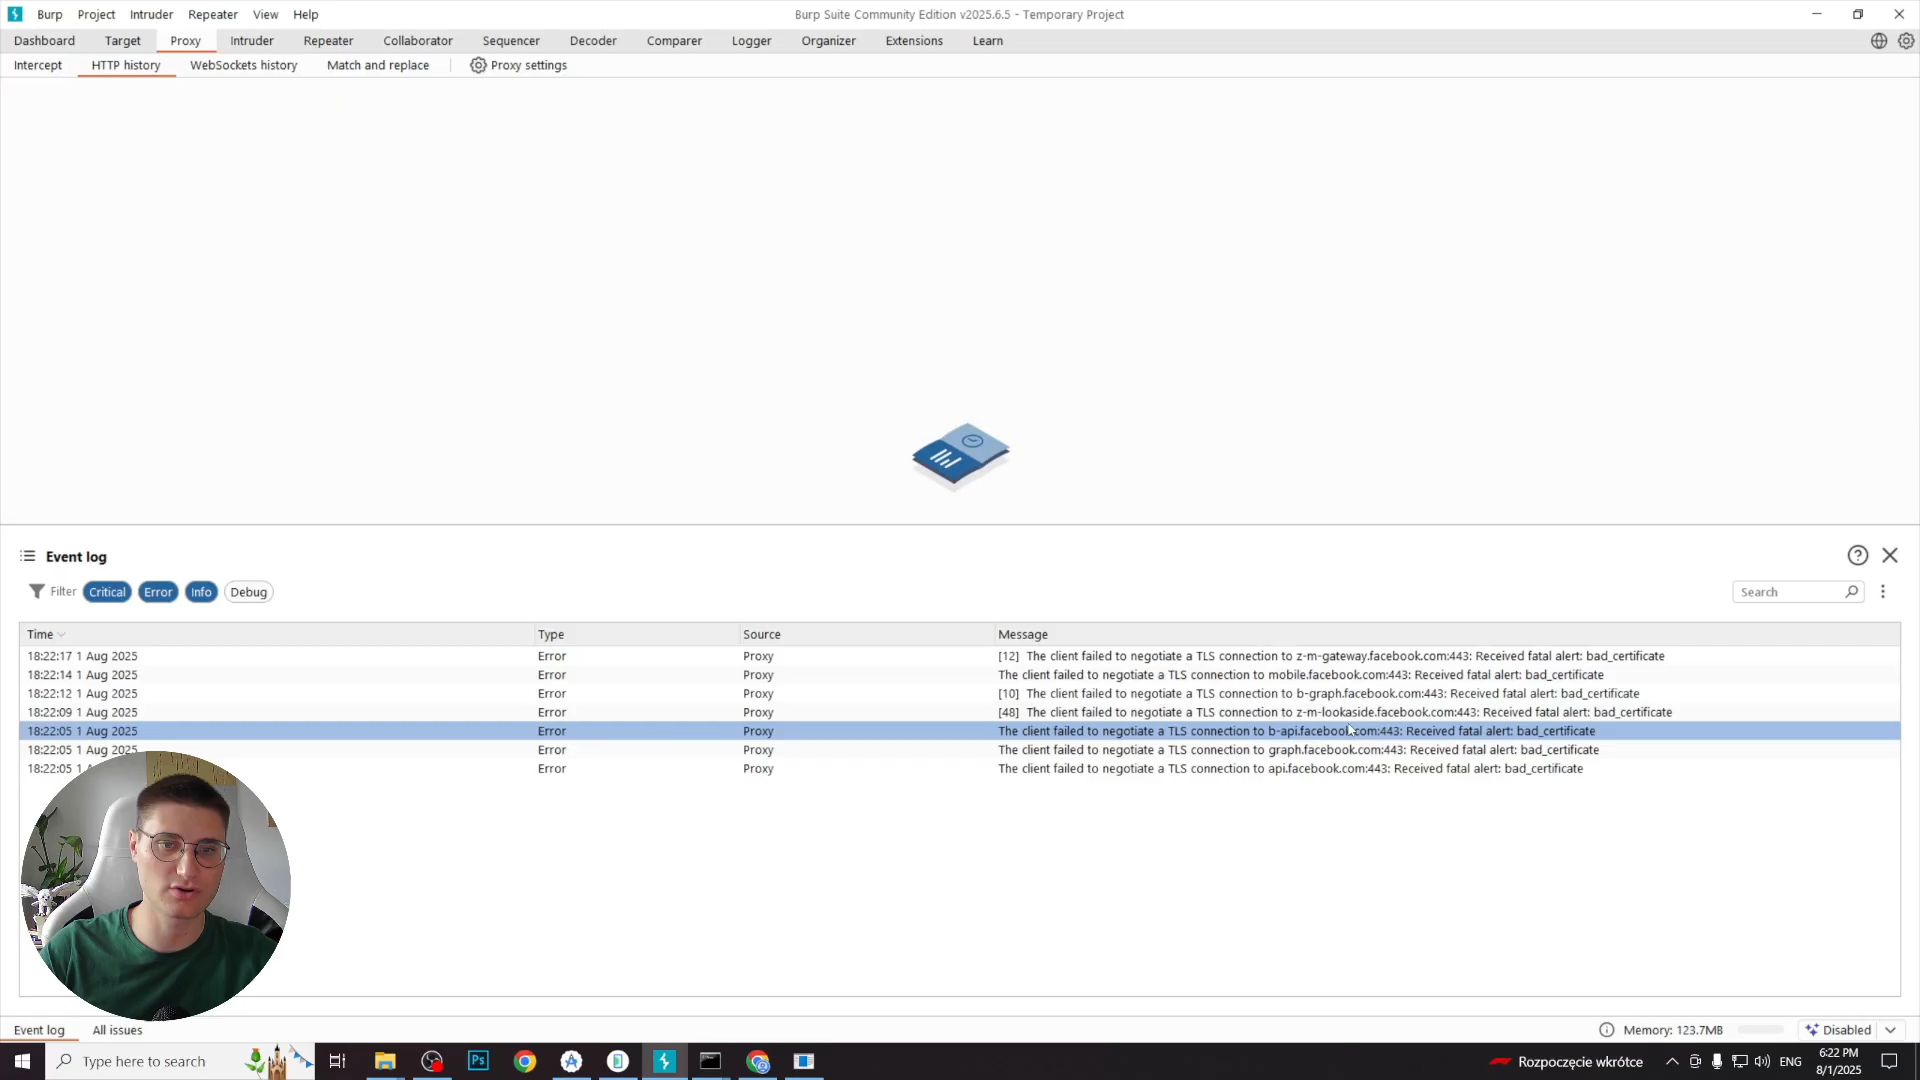 Burp Project Intruder Repeater View Help Burp Suite Community Edition v2025.6.5 - Temporary Project
Dashboard Target Proxy Intruder Repeater Collaborator Sequencer Decoder Comparer Logger Organizer Extensions Learn
Intercept HTTP history WebSockets history Match and replace Proxy settings
Event log
Filter Critical Error Info Debug Search
Time Type Source Message
18:22:17 1 Aug 2025 Error Proxy [12] The client failed to negotiate a TLS connection to z-m-gateway.facebook.com:443: Received fatal alert: bad_certificate
18:22:14 1 Aug 2025 Error Proxy The client failed to negotiate a TLS connection to mobile.facebook.com:443: Received fatal alert: bad_certificate
18:22:12 1 Aug 2025 Error Proxy [10] The client failed to negotiate a TLS connection to b-graph.facebook.com:443: Received fatal alert: bad_certificate
18:22:09 1 Aug 2025 Error Proxy [48] The client failed to negotiate a TLS connection to z-m-lookaside.facebook.com:443: Received fatal alert: bad_certificate
18:22:05 1 Aug 2025 Error Proxy The client failed to negotiate a TLS connection to b-api.facebook.com:443: Received fatal alert: bad_certificate
18:22:05 1 Aug 2025 Error Proxy The client failed to negotiate a TLS connection to graph.facebook.com:443: Received fatal alert: bad_certificate
18:22:05 1 Error Proxy The client failed to negotiate a TLS connection to api.facebook.com:443: Received fatal alert: bad_certificate
Event log All issues Memory: 123.7MB Disabled
Type here to search Ps Rozpoczęcie wkrótce ENG 6:22 PM
8/1/2025